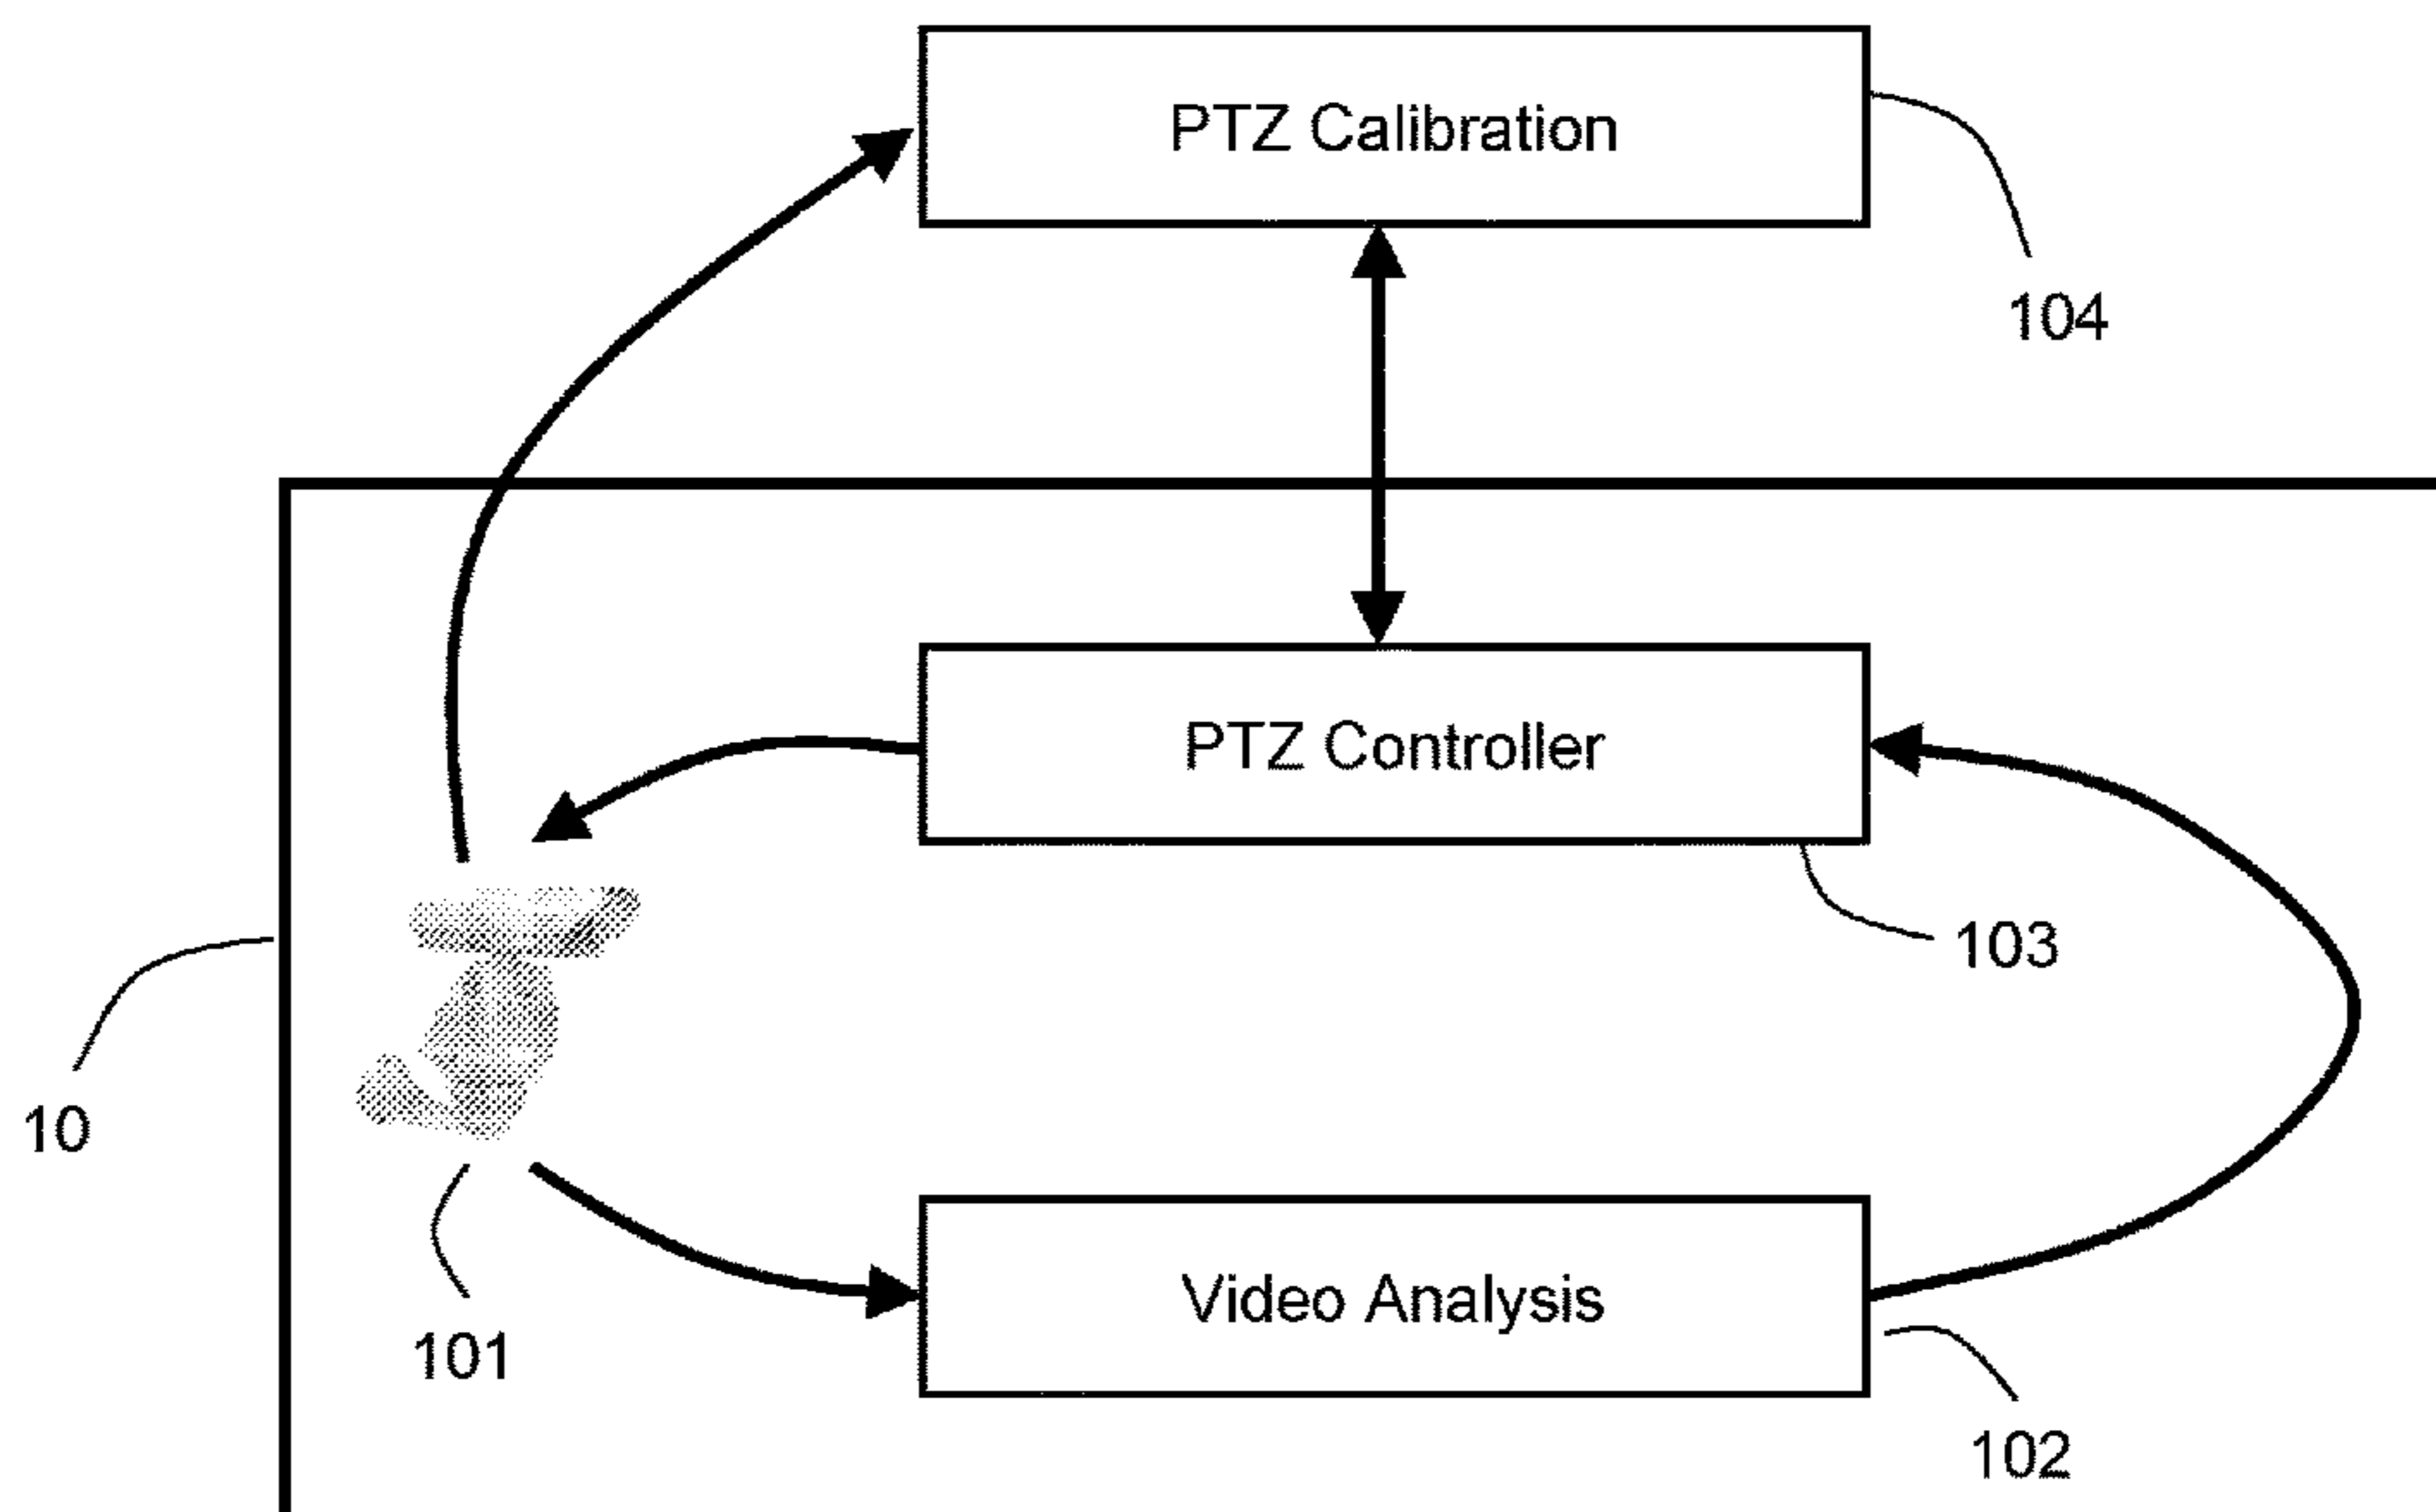 PTZ Calibration
104
PTZ Controller
103
10
101
Video Analysis
102